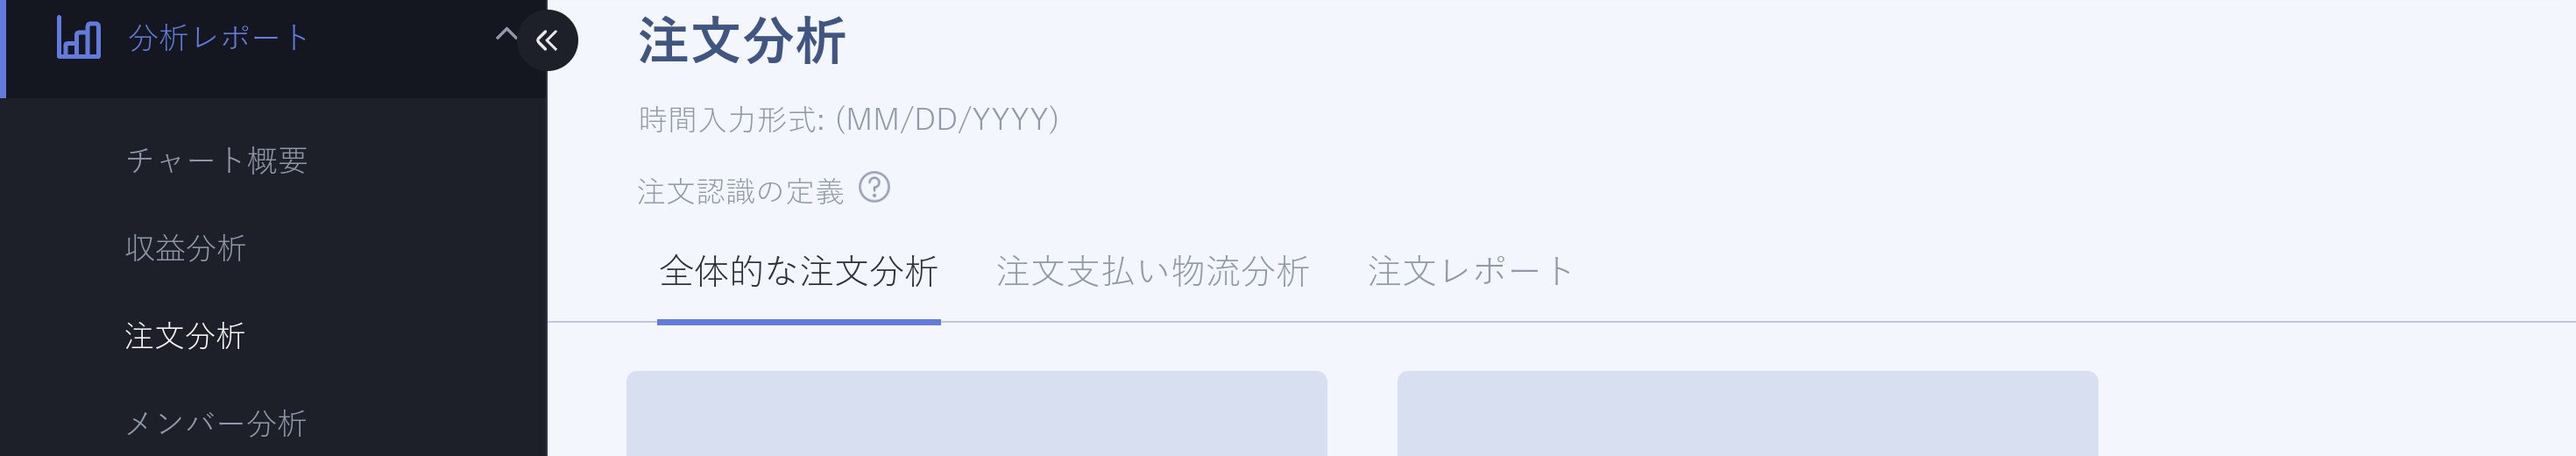 分析レポート
チャート概要
収益分析
注文分析
メンバー分析
注文分析
時間入力形式: (MM/DD/YYYY)
注文認識の定義
全体的な注文分析 注文支払い物流分析 注文レポート